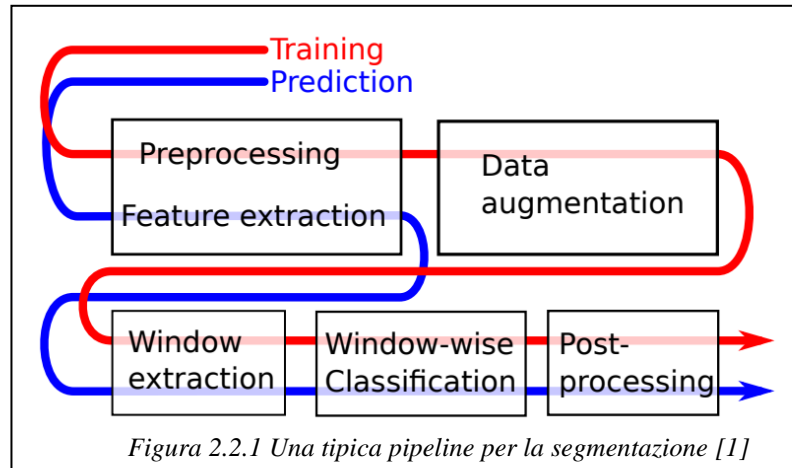 Training
Prediction
Preprocessing
Feature extraction
Data
augmentation
Window
extraction
Window-wise
Classification
Post-
processing
Figura 2.2.1 Una tipica pipeline per la segmentazione [1]